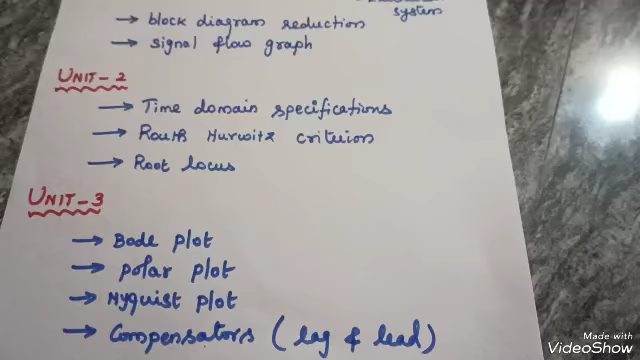 system
→ block diagram reduction
→ signal flow graph
UNIT-2
→ Time domain specifications
→ Routh Hurwitz criterion
→ Root locus
UNIT-3
→ Bode plot
→ polar plot
→ Nyquist plot
→ Compensators (lag & lead)
Made with
VideoShow